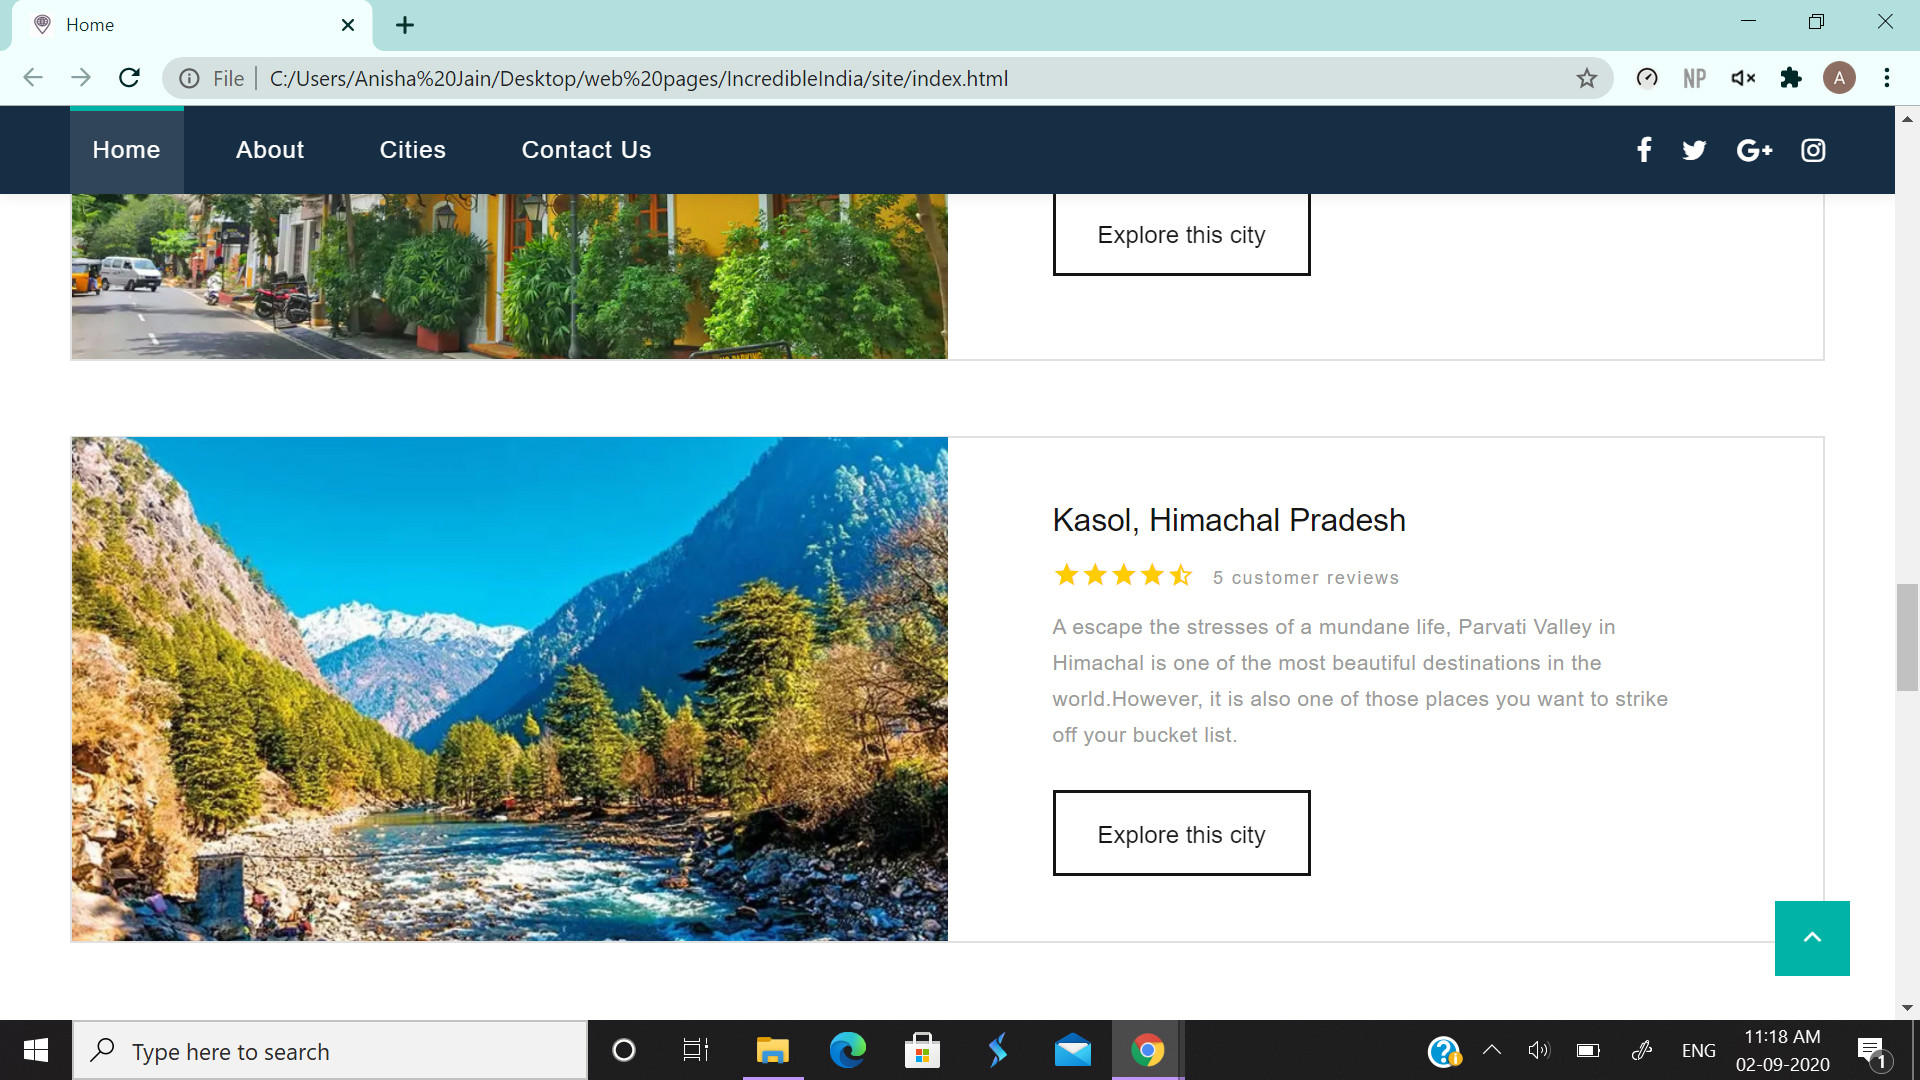 Home
File
C:/Users/Anisha%20Jain/Desktop/web%20pages/IncredibleIndia/site/index.html
NP
A
Home About Cities Contact Us
Explore this city
NO PARKING
Kasol, Himachal Pradesh
5 customer reviews
A escape the stresses of a mundane life, Parvati Valley in
Himachal is one of the most beautiful destinations in the
world.However, it is also one of those places you want to strike
off your bucket list.
Explore this city
Type here to search
ENG
11:18 AM
02-09-2020
1